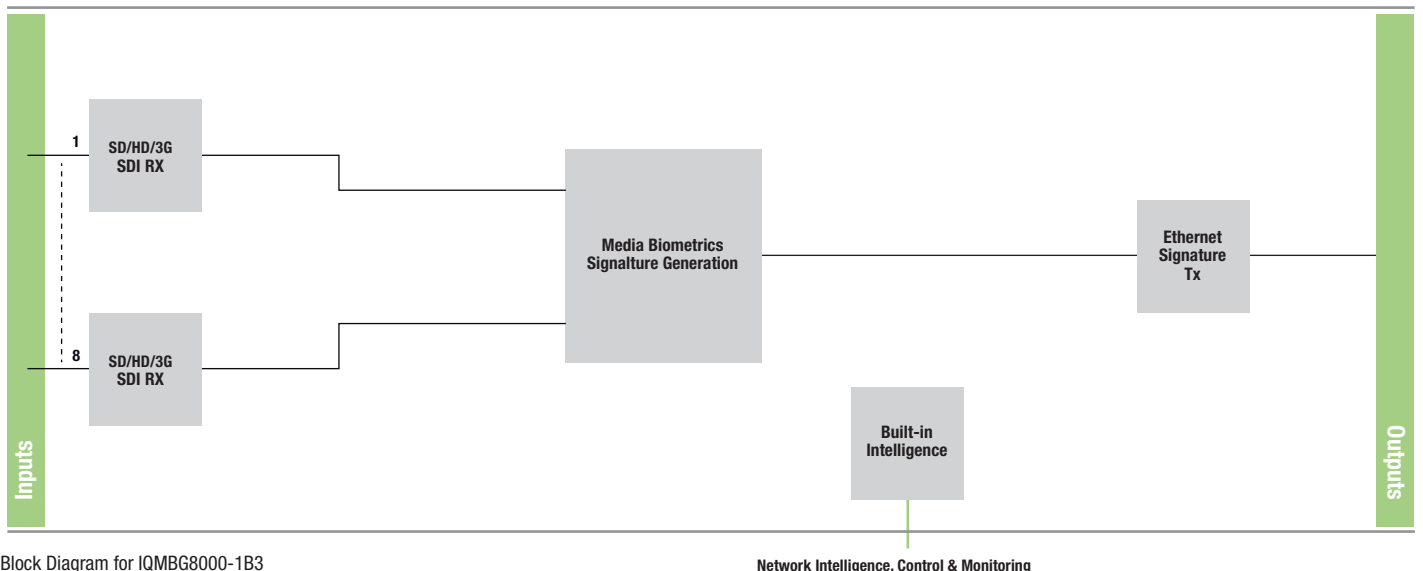 1
SD/HD/3G
SDI RX
Media Biometrics
Signalture Generation
Ethernet
Signature
Tx
8
SD/HD/3G
SDI RX
Built-in
Intelligence
Inputs
Outputs
Block Diagram for IQMBG8000-1B3
Network Intelligence, Control & Monitoring